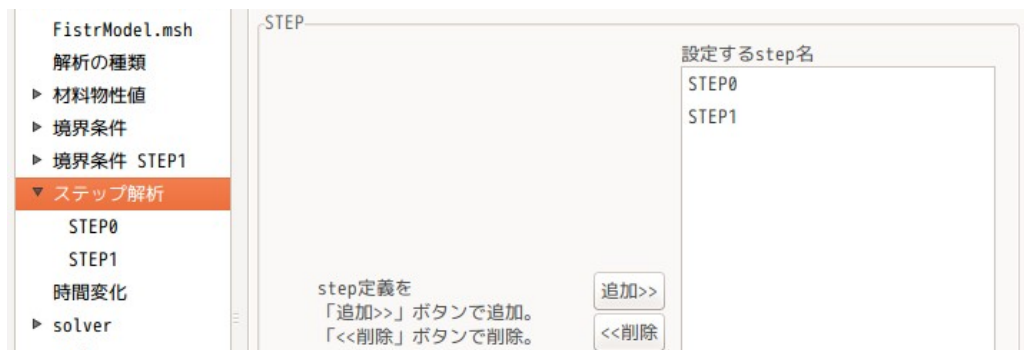 FistrModel.msh
解析の種類
材料物性値
境界条件
境界条件 STEP1
ステップ解析
STEP0
STEP1
時間変化
solver
STEP
設定するstep名
STEP0
STEP1
step定義を
「追加>>」ボタンで追加。
「<<削除」ボタンで削除。
追加>>
<<削除